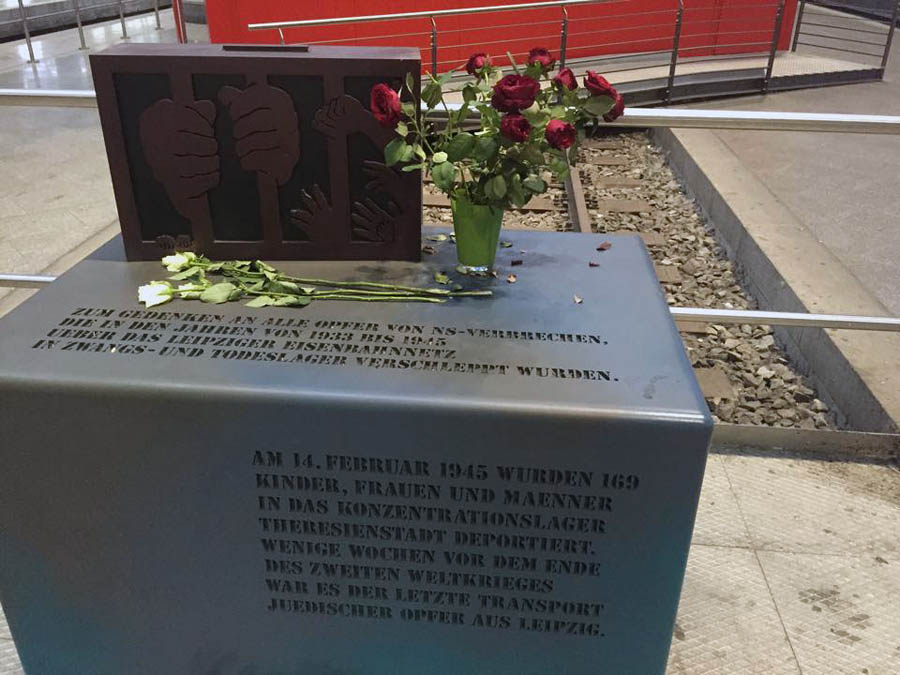 ZUM GEDENKEN AN ALLE OPFER VON NS-VERBRECHEN,
DIE IN DEN JAHREN VON 1933 BIS 1945
UEBER DAS LEIPZIGER EISENBAHNNETZ
IN ZWANGS- UND TODESLAGER VERSCHLEPPT WURDEN.
AM 14. FEBRUAR 1945 WURDEN 169
KINDER, FRAUEN UND MAENNER
IN DAS KONZENTRATIONSLAGER
THERESIENSTADT DEPORTIERT.
WENIGE WOCHEN VOR DEM ENDE
DES ZWEITEN WELTKRIEGES
WAR ES DER LETZTE TRANSPORT
JUEDISCHER OPFER AUS LEIPZIG.